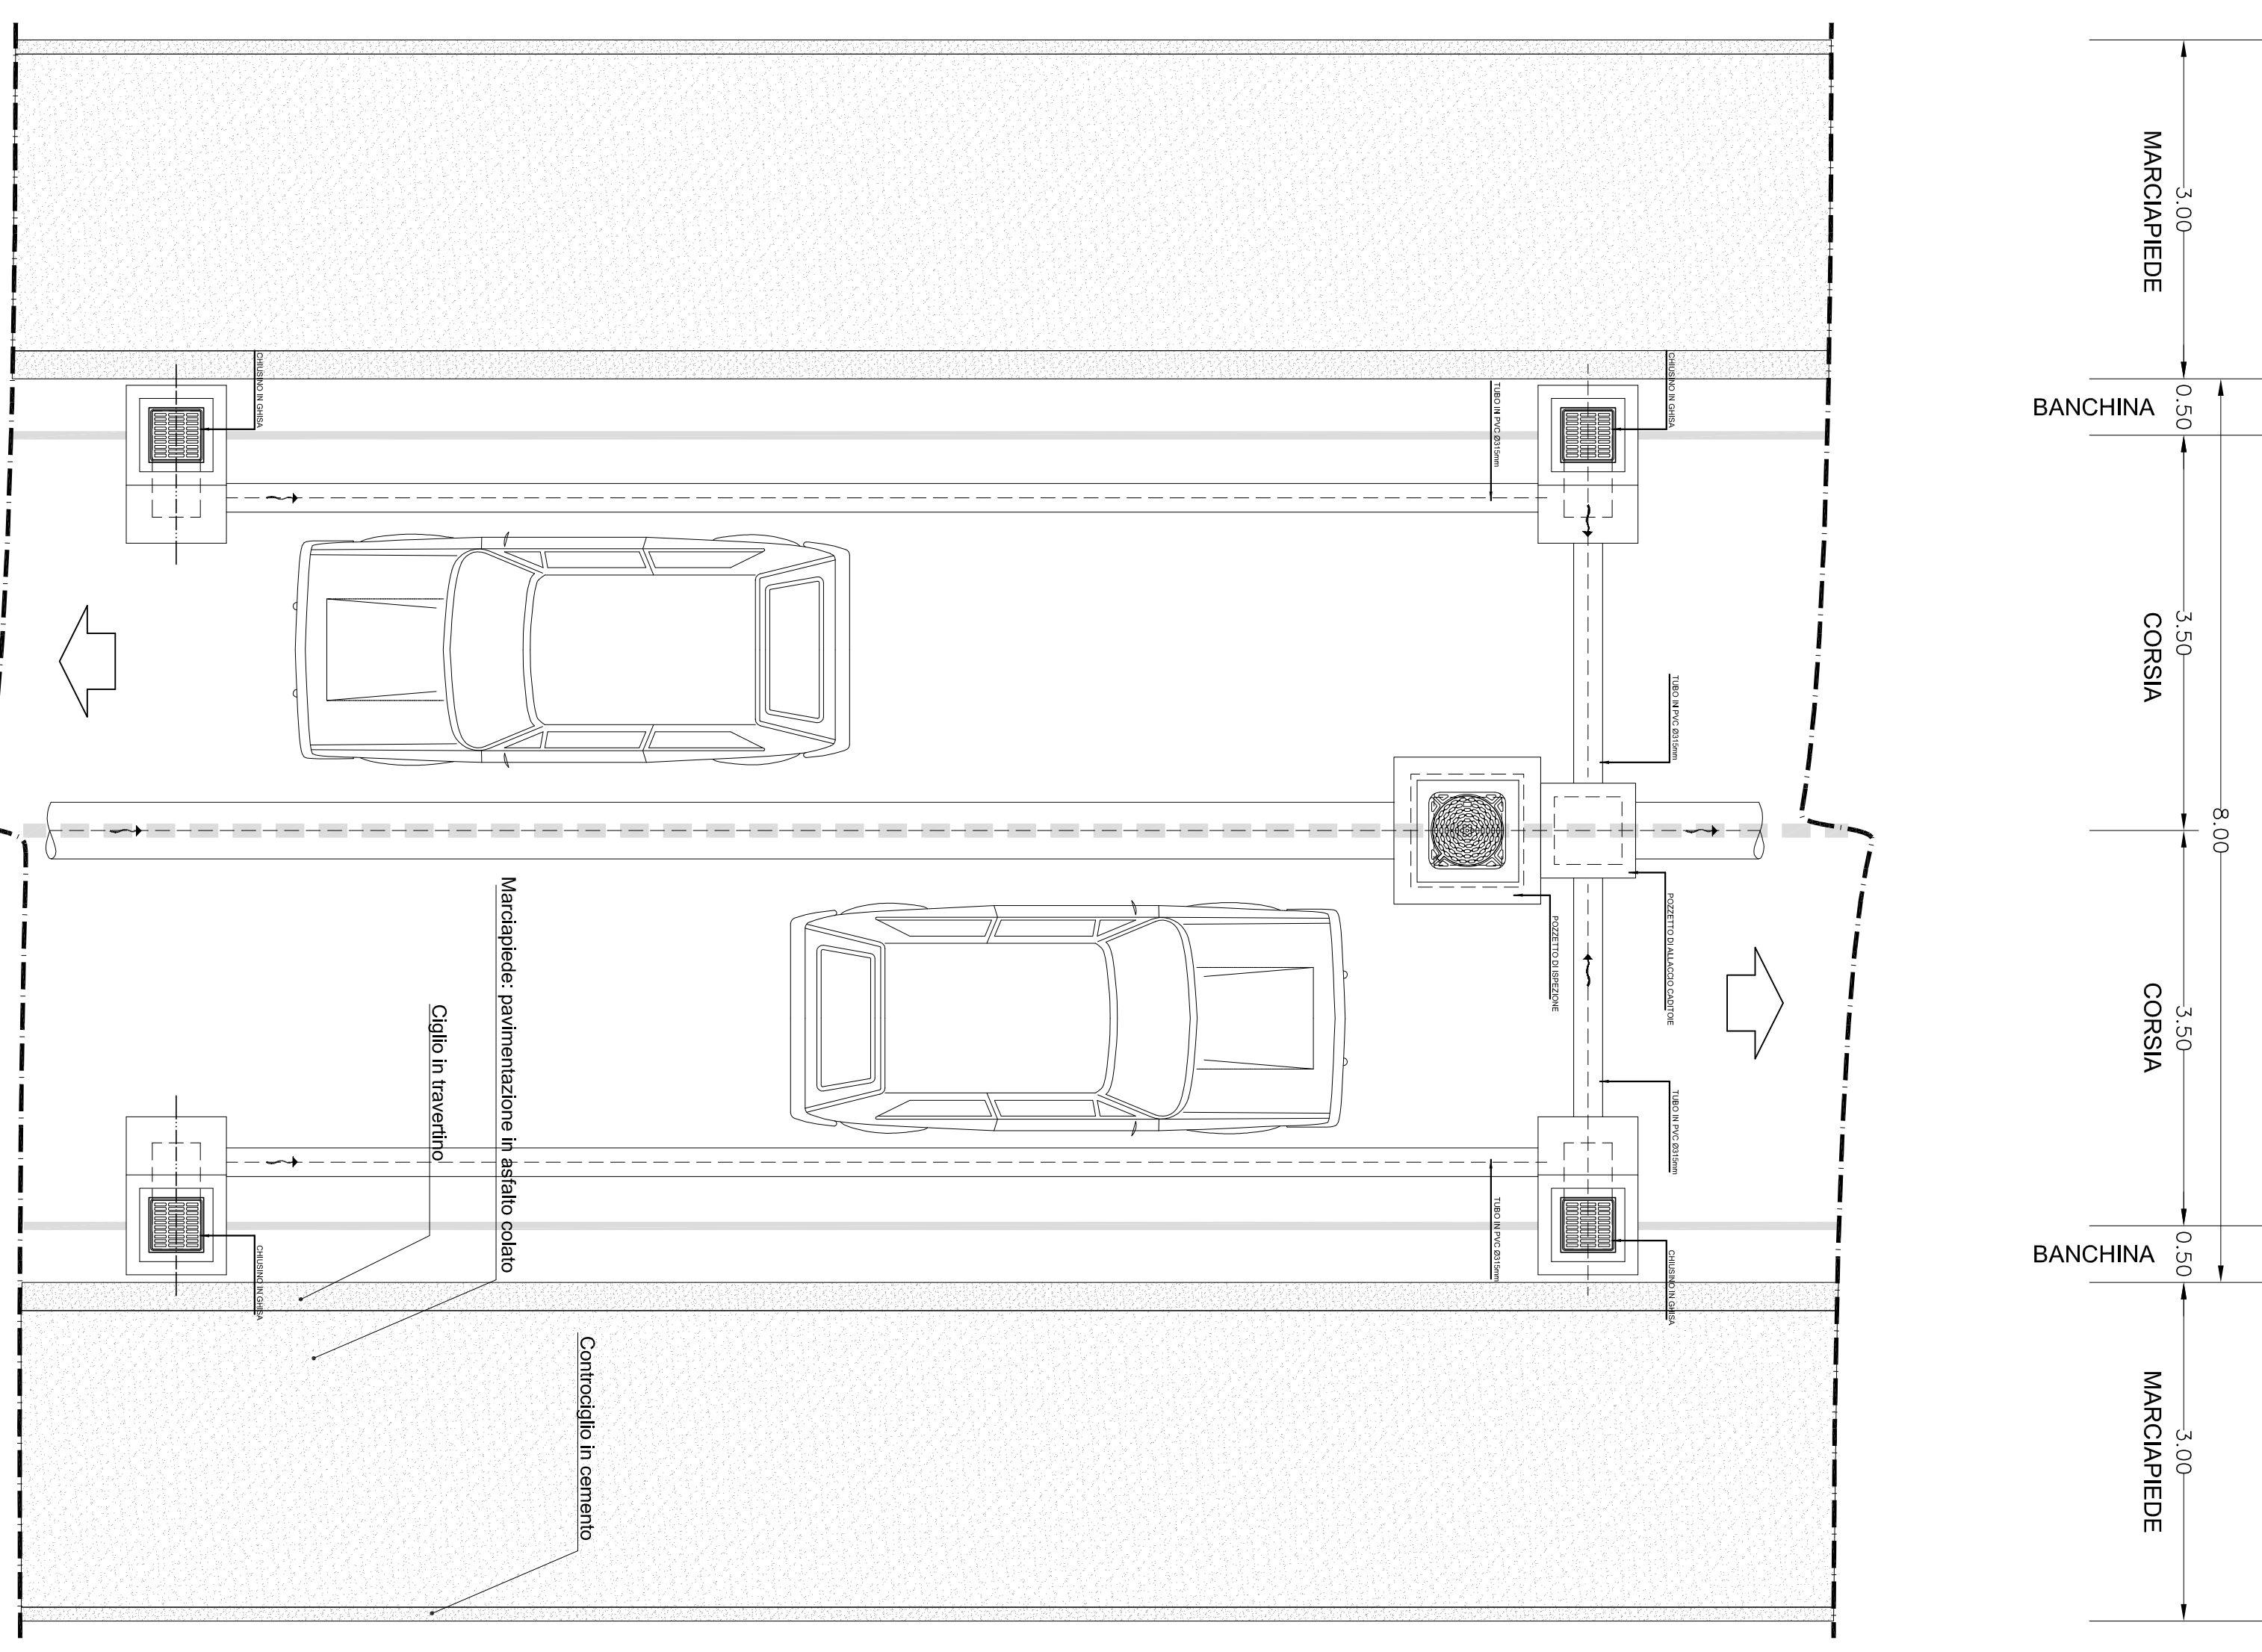 3.00
MARCIAPIEDE
0.50
BANCHINA
3.50
CORSIA
8.00
3.50
CORSIA
0.50
BANCHINA
3.00
MARCIAPIEDE
CHIUSINO IN GHISA
CHIUSINO IN GHISA
TUBO IN PVC Ø315mm
TUBO IN PVC Ø315mm
POZZETTO DI ALLACCIO CADITOIE
POZZETTO DI ISPEZIONE
TUBO IN PVC Ø315mm
TUBO IN PVC Ø315mm
CHIUSINO IN GHISA
CHIUSINO IN GHISA
Marciapiede: pavimentazione in asfalto colato
Ciglio in travertino
Controciglio in cemento